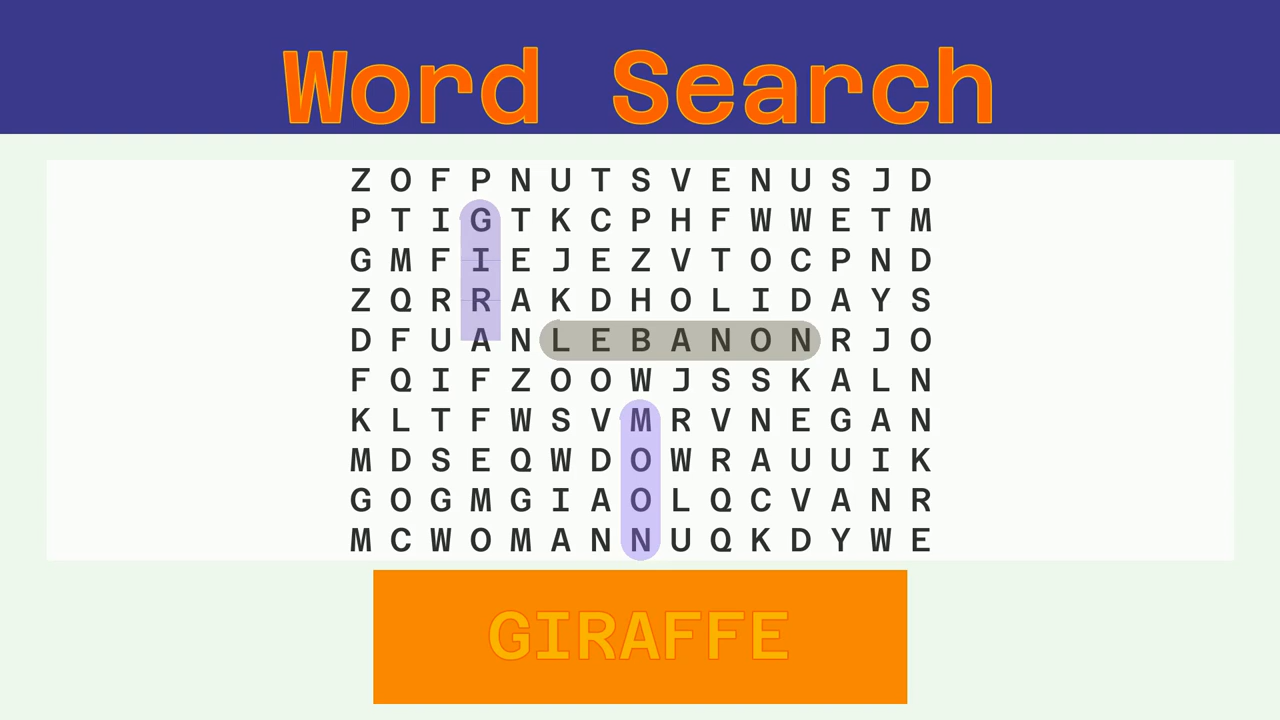 Word Search
Z O F P N U T S V E N U S J D
P T I G T K C P H F W W E T M
G M F I E J E Z V T O C P N D
Z Q R R A K D H O L I D A Y S
D F U A N L E B A N O N R J O
F Q I F Z O O W J S S K A L N
K L T F W S V M R V N E G A N
M D S E Q W D O W R A U U I K
G O G M G I A O L Q C V A N R
M C W O M A N N U Q K D Y W E
GIRAFFE